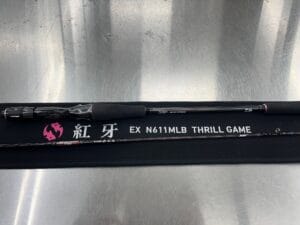 紅牙 EX N611MLB THRILL GAME